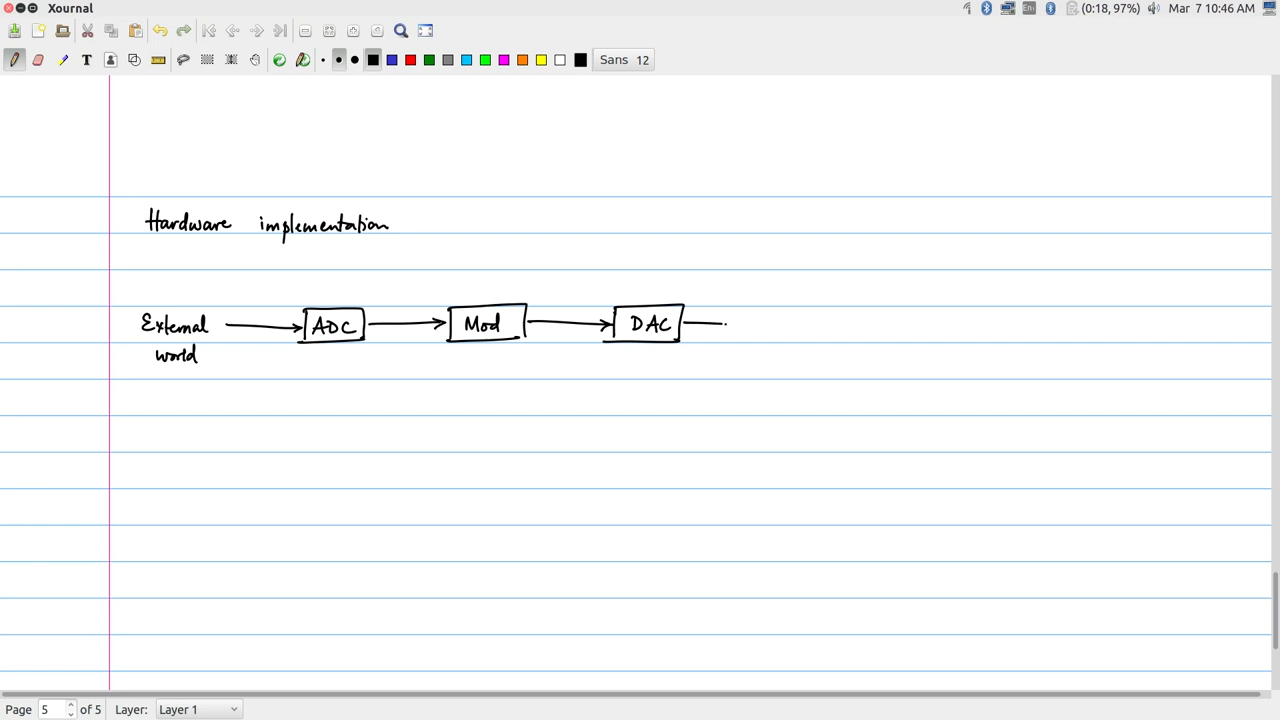 Xournal
En
(0:18, 97%)
Mar 7 10:46 AM
T
Sans 12
Hardware implementation
External world
ADC
Mod
DAC
Page 5 of 5 Layer: Layer 1